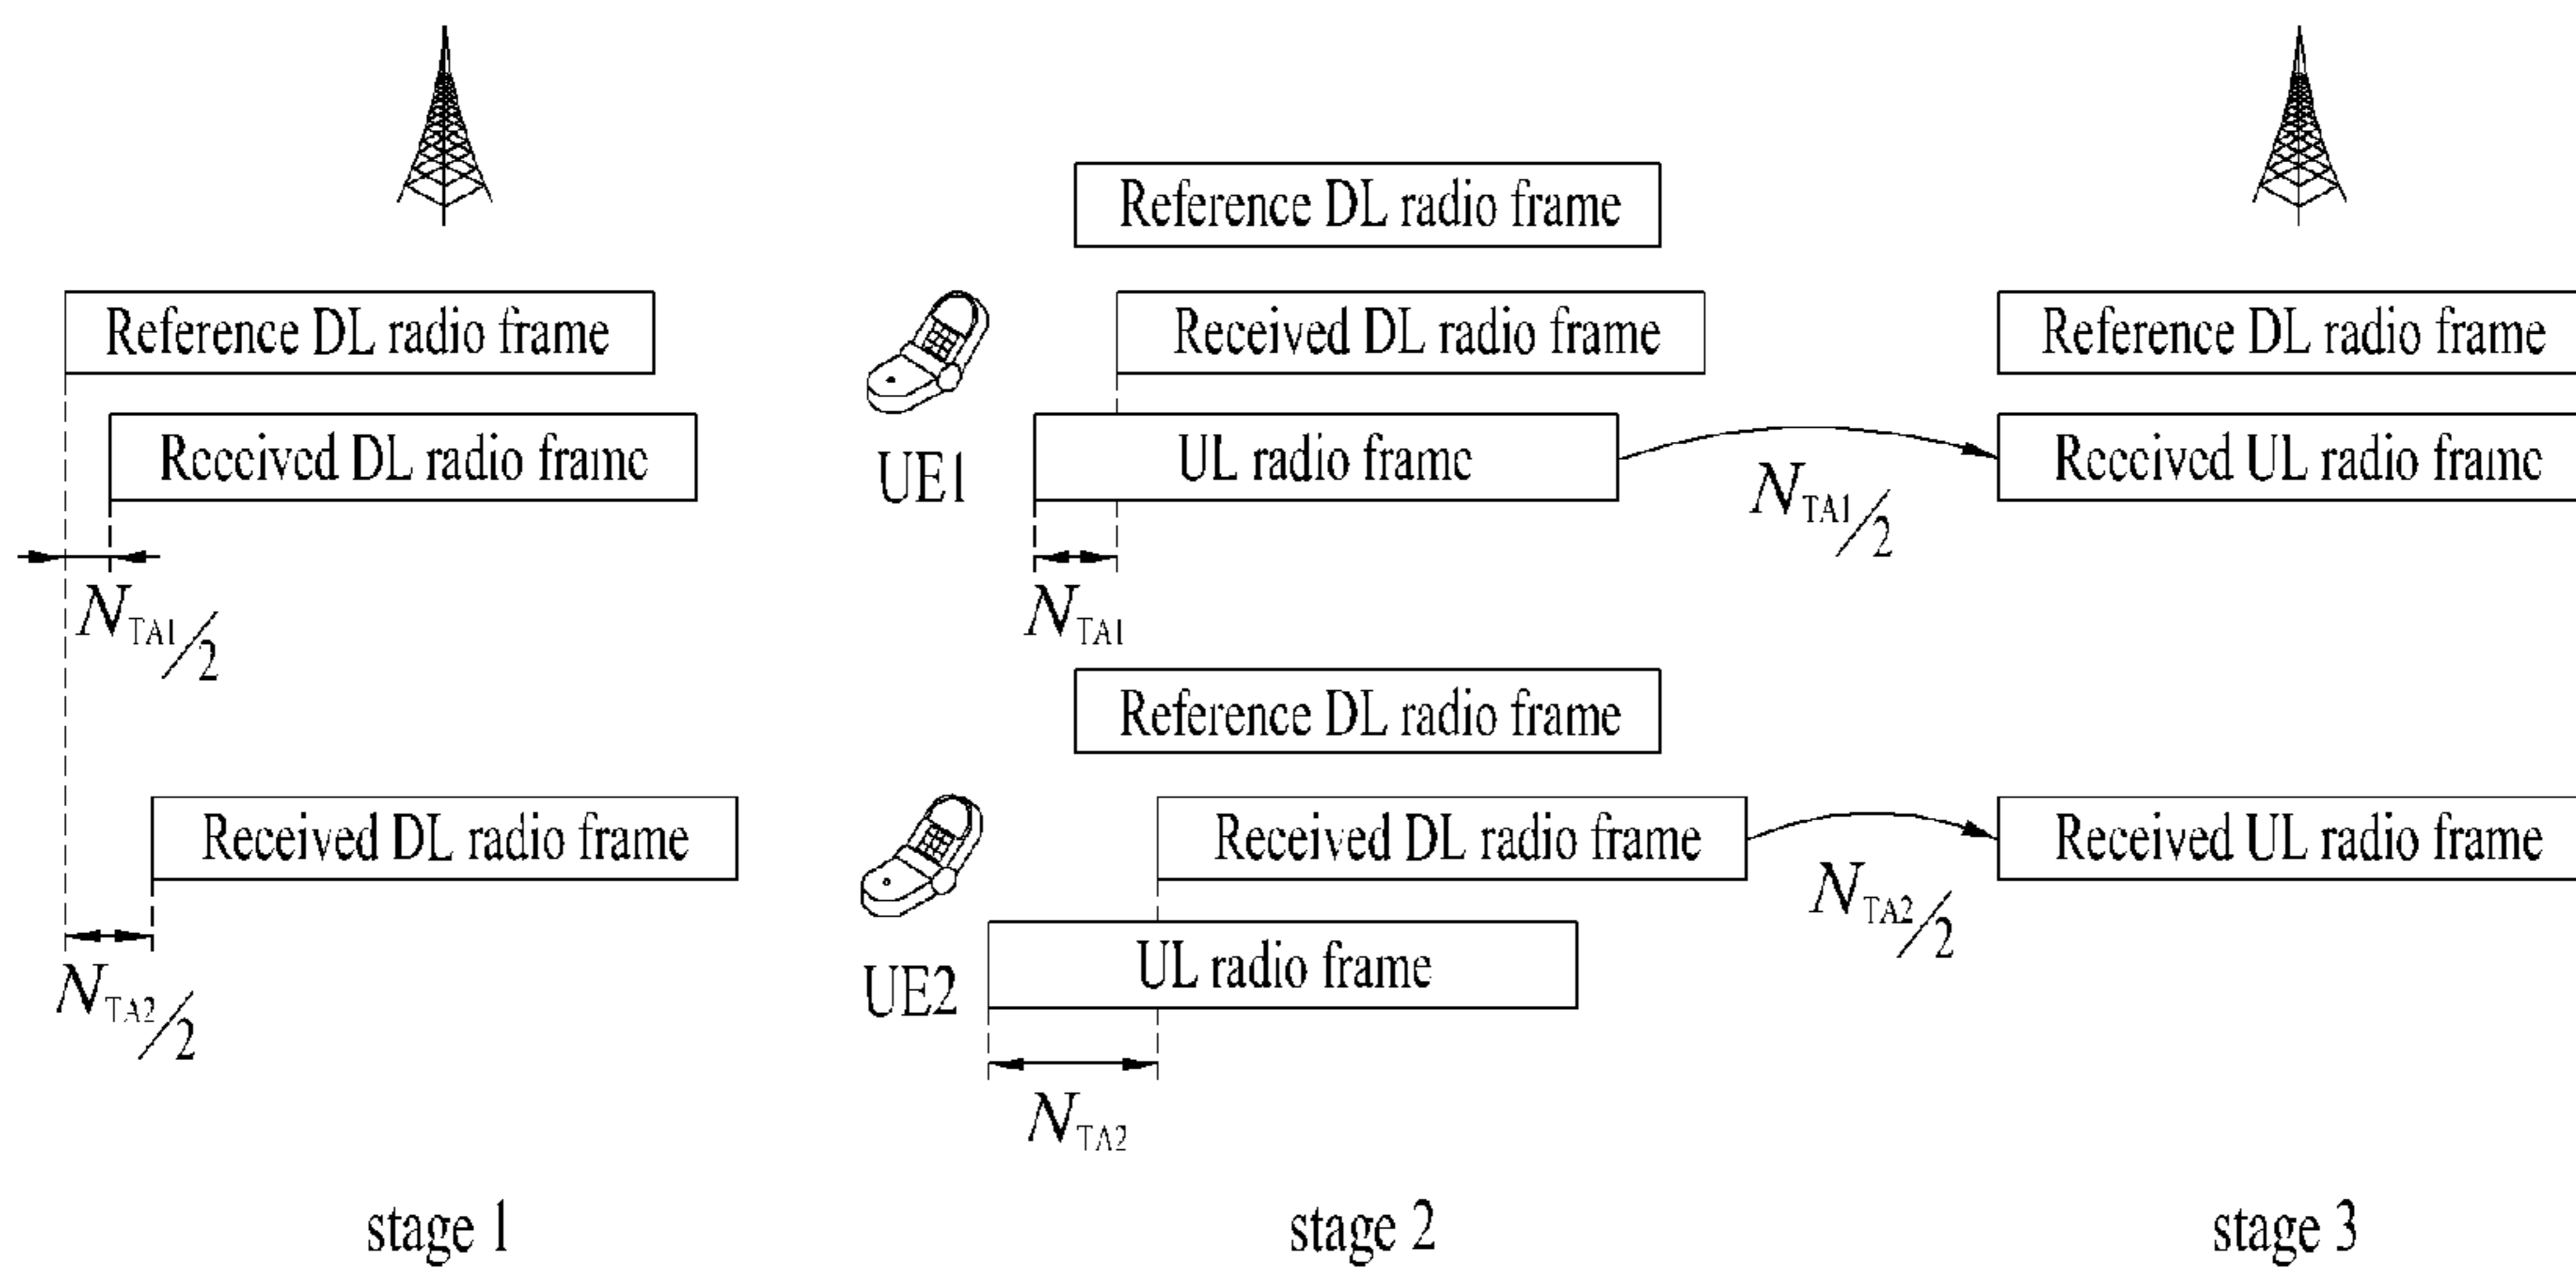 Reference DL radio frame
Received DL radio frame
N_TA1/2
Received DL radio frame
N_TA2/2
stage 1
Reference DL radio frame
Received DL radio frame
UL radio frame
UE1
N_TA1
N_TA1/2
Reference DL radio frame
Received DL radio frame
UL radio frame
UE2
N_TA2
N_TA2/2
stage 2
Reference DL radio frame
Received UL radio frame
Received UL radio frame
stage 3